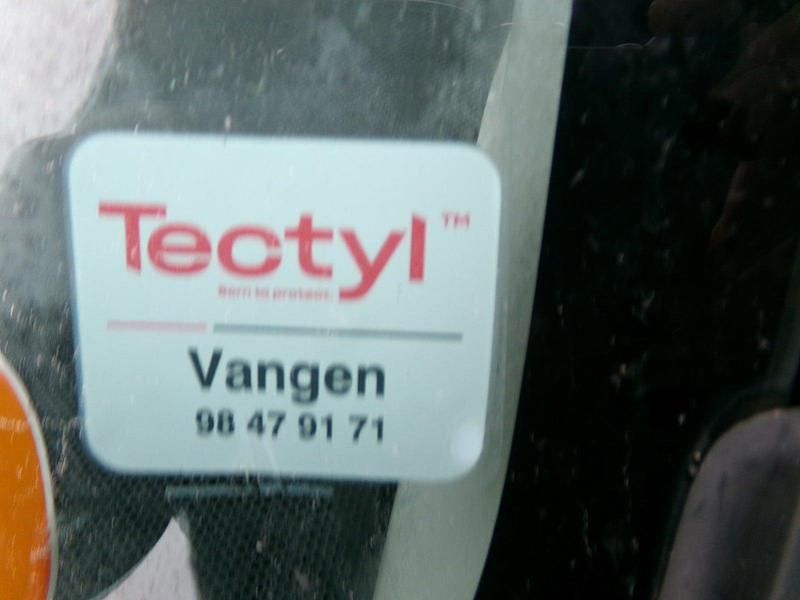 Tectyl™
Born to protect.
Vangen
98 47 91 71